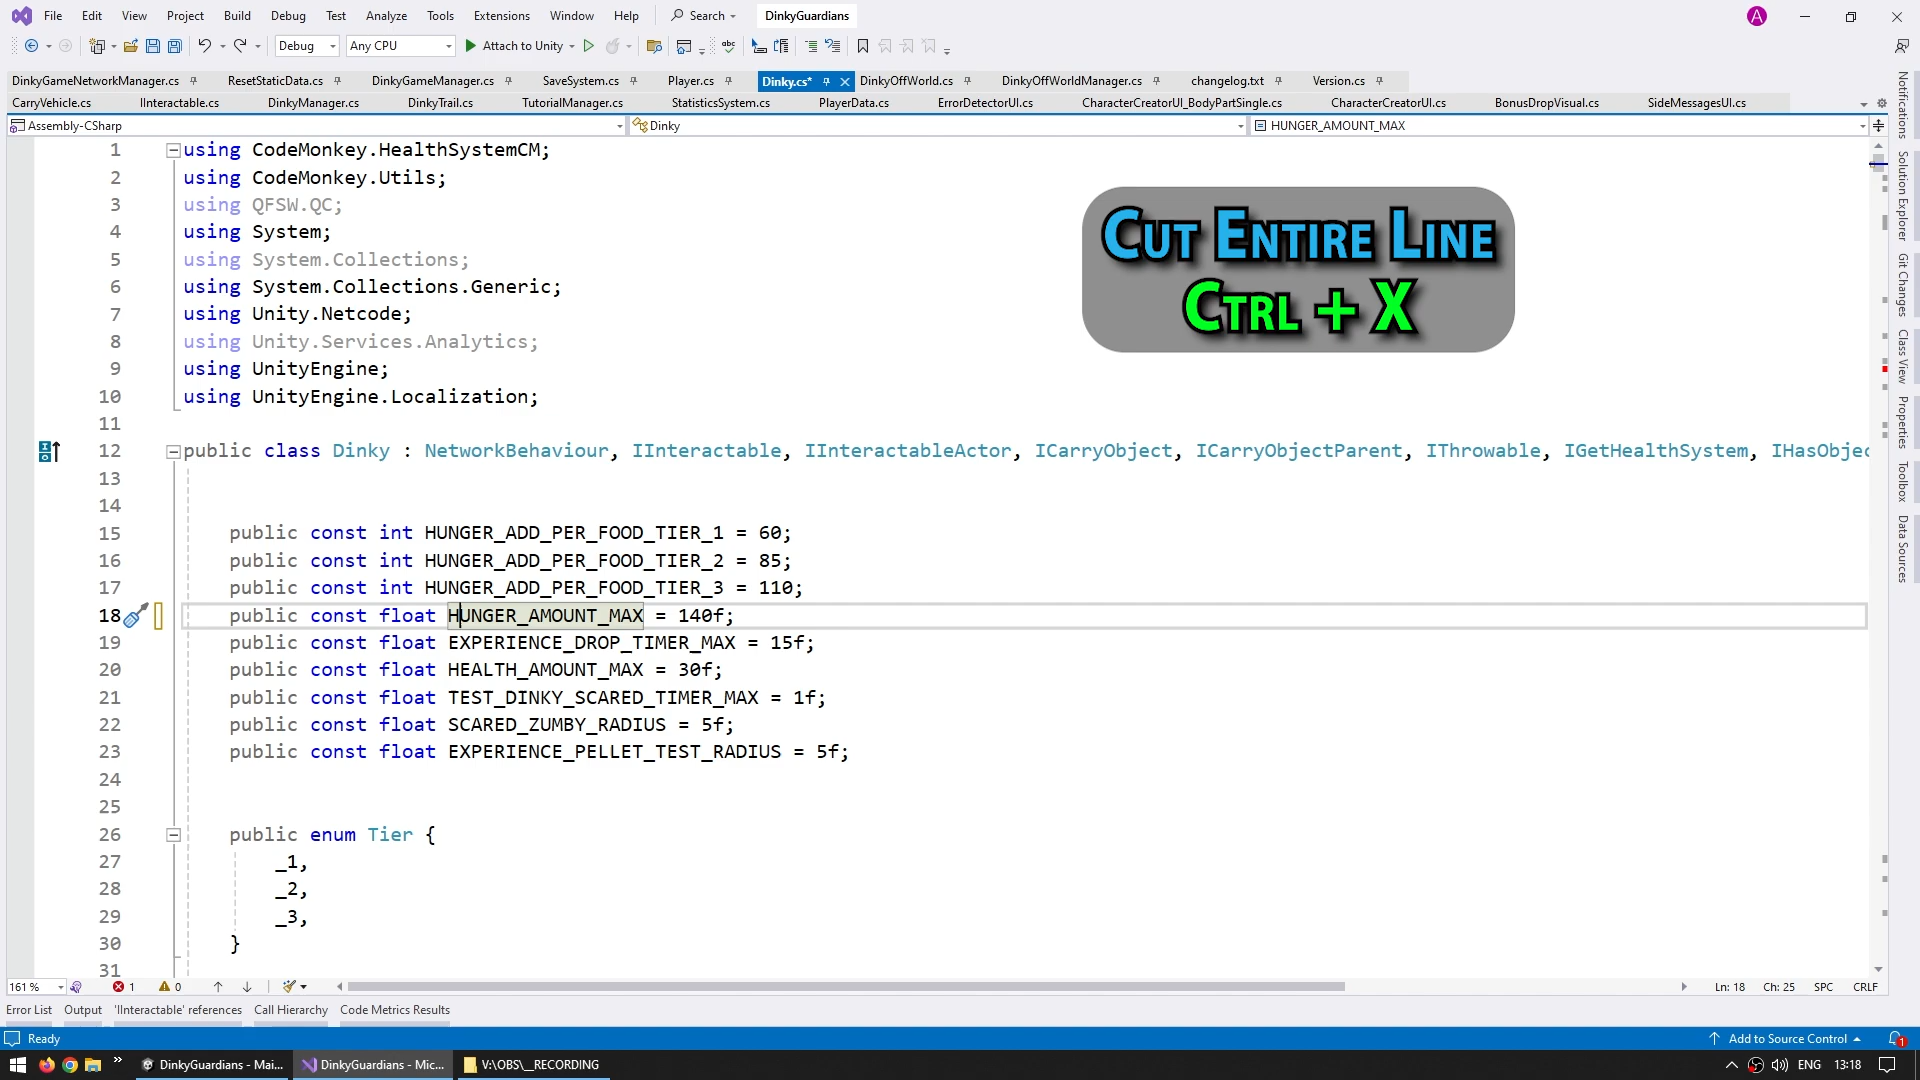 File Edit View Project Build Debug Test Analyze Tools Extensions Window Help Search DinkyGuardians A
Debug Any CPU Attach to Unity
DinkyGameNetworkManager.cs ResetStaticData.cs DinkyGameManager.cs SaveSystem.cs Player.cs Dinky.cs* DinkyOffWorld.cs DinkyOffWorldManager.cs changelog.txt Version.cs
CarryVehicle.cs IInteractable.cs DinkyManager.cs DinkyTrail.cs TutorialManager.cs StatisticsSystem.cs PlayerData.cs ErrorDetectorUI.cs CharacterCreatorUI_BodyPartSingle.cs CharacterCreatorUI.cs BonusDropVisual.cs SideMessagesUI.cs
Assembly-CSharp Dinky HUNGER_AMOUNT_MAX
1 using CodeMonkey.HealthSystemCM;
2 using CodeMonkey.Utils;
3 using QFSW.QC;
4 using System;
5 using System.Collections;
6 using System.Collections.Generic;
7 using Unity.Netcode;
8 using Unity.Services.Analytics;
9 using UnityEngine;
10 using UnityEngine.Localization;
11
12 public class Dinky : NetworkBehaviour, IInteractable, IInteractableActor, ICarryObject, ICarryObjectParent, IThrowable, IGetHealthSystem, IHasObjec
13
14
15 public const int HUNGER_ADD_PER_FOOD_TIER_1 = 60;
16 public const int HUNGER_ADD_PER_FOOD_TIER_2 = 85;
17 public const int HUNGER_ADD_PER_FOOD_TIER_3 = 110;
18 public const float HUNGER_AMOUNT_MAX = 140f;
19 public const float EXPERIENCE_DROP_TIMER_MAX = 15f;
20 public const float HEALTH_AMOUNT_MAX = 30f;
21 public const float TEST_DINKY_SCARED_TIMER_MAX = 1f;
22 public const float SCARED_ZUMBY_RADIUS = 5f;
23 public const float EXPERIENCE_PELLET_TEST_RADIUS = 5f;
24
25
26 public enum Tier {
27 _1,
28 _2,
29 _3,
30 }
31
Cut Entire Line
Ctrl + X
Notifications
Solution Explorer
Git Changes
Class View
Properties
Toolbox
Data Sources
161 % 1 0 Ln: 18 Ch: 25 SPC CRLF
Error List Output 'IInteractable' references Call Hierarchy Code Metrics Results
Ready Add to Source Control 1
DinkyGuardians - Mai... DinkyGuardians - Mic... V:\OBS\__RECORDING ENG 13:18